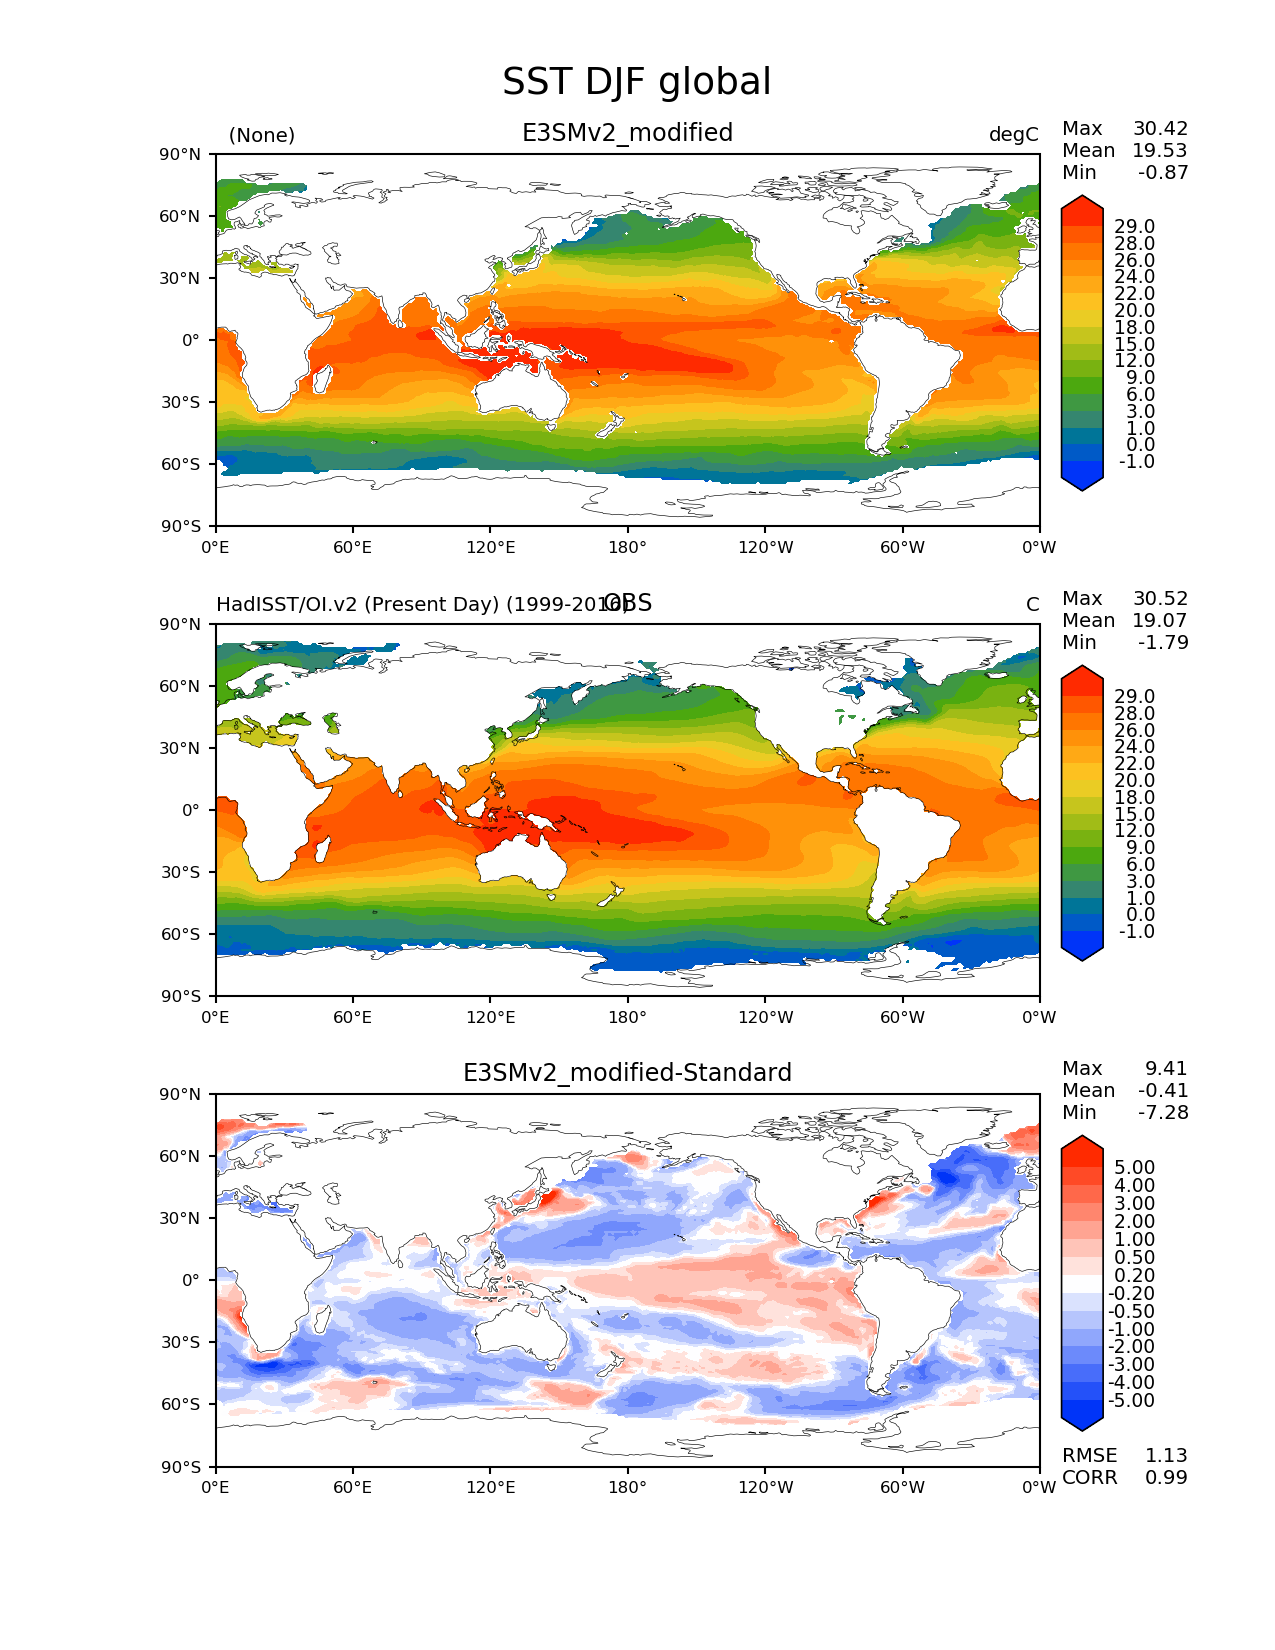 SST DJF global
(None) E3SMv2_modified degC
Max 30.42
Mean 19.53
Min -0.87
90°N
60°N
30°N
0°
30°S
60°S
90°S
0°E 60°E 120°E 180° 120°W 60°W 0°W
29.0
28.0
26.0
24.0
22.0
20.0
18.0
15.0
12.0
9.0
6.0
3.0
1.0
0.0
-1.0
HadISST/OI.v2 (Present Day) (1999-2016) OBS C
Max 30.52
Mean 19.07
Min -1.79
90°N
60°N
30°N
0°
30°S
60°S
90°S
0°E 60°E 120°E 180° 120°W 60°W 0°W
29.0
28.0
26.0
24.0
22.0
20.0
18.0
15.0
12.0
9.0
6.0
3.0
1.0
0.0
-1.0
E3SMv2_modified-Standard
Max 9.41
Mean -0.41
Min -7.28
90°N
60°N
30°N
0°
30°S
60°S
90°S
0°E 60°E 120°E 180° 120°W 60°W 0°W
5.00
4.00
3.00
2.00
1.00
0.50
0.20
-0.20
-0.50
-1.00
-2.00
-3.00
-4.00
-5.00
RMSE 1.13
CORR 0.99